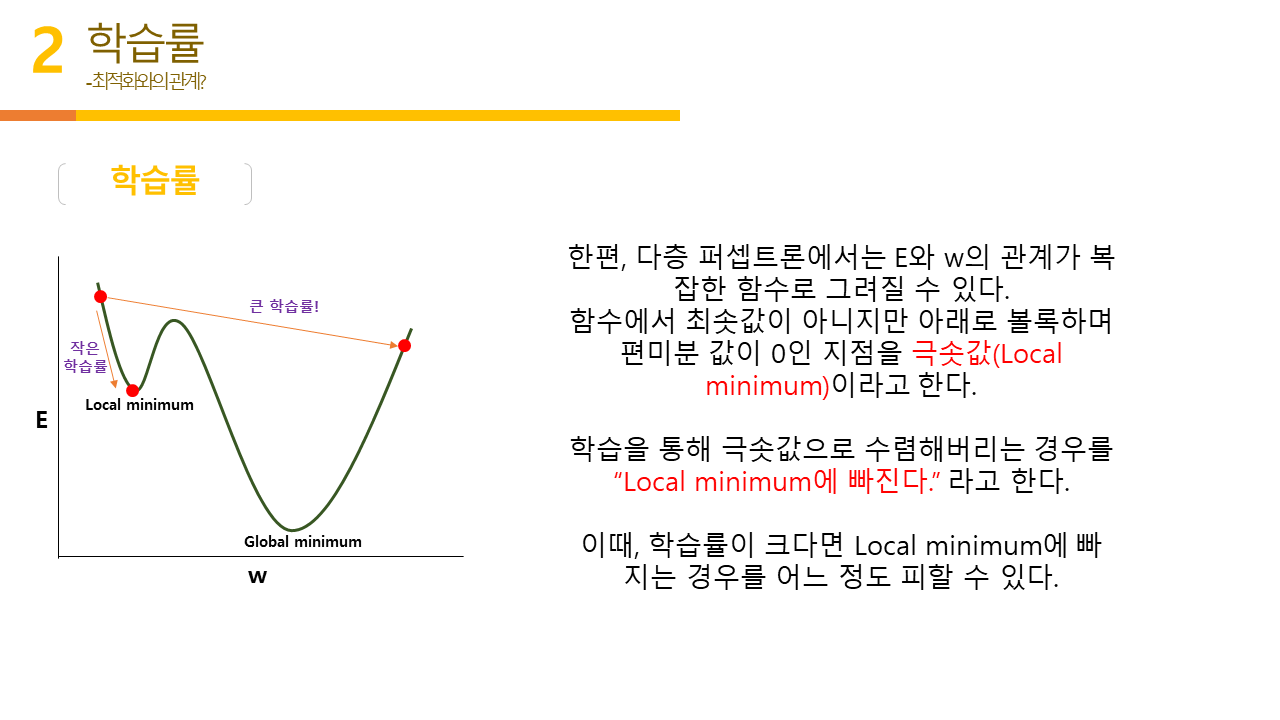 2
학습률
-최적화와의 관계?
학습률
큰 학습률!
작은
학습률
Local minimum
E
Global minimum
w
한편, 다층 퍼셉트론에서는 E와 w의 관계가 복
잡한 함수로 그려질 수 있다.
함수에서 최솟값이 아니지만 아래로 볼록하며
편미분 값이 0인 지점을 극솟값(Local
minimum)이라고 한다.
학습을 통해 극솟값으로 수렴해버리는 경우를
“Local minimum에 빠진다.” 라고 한다.
이때, 학습률이 크다면 Local minimum에 빠
지는 경우를 어느 정도 피할 수 있다.